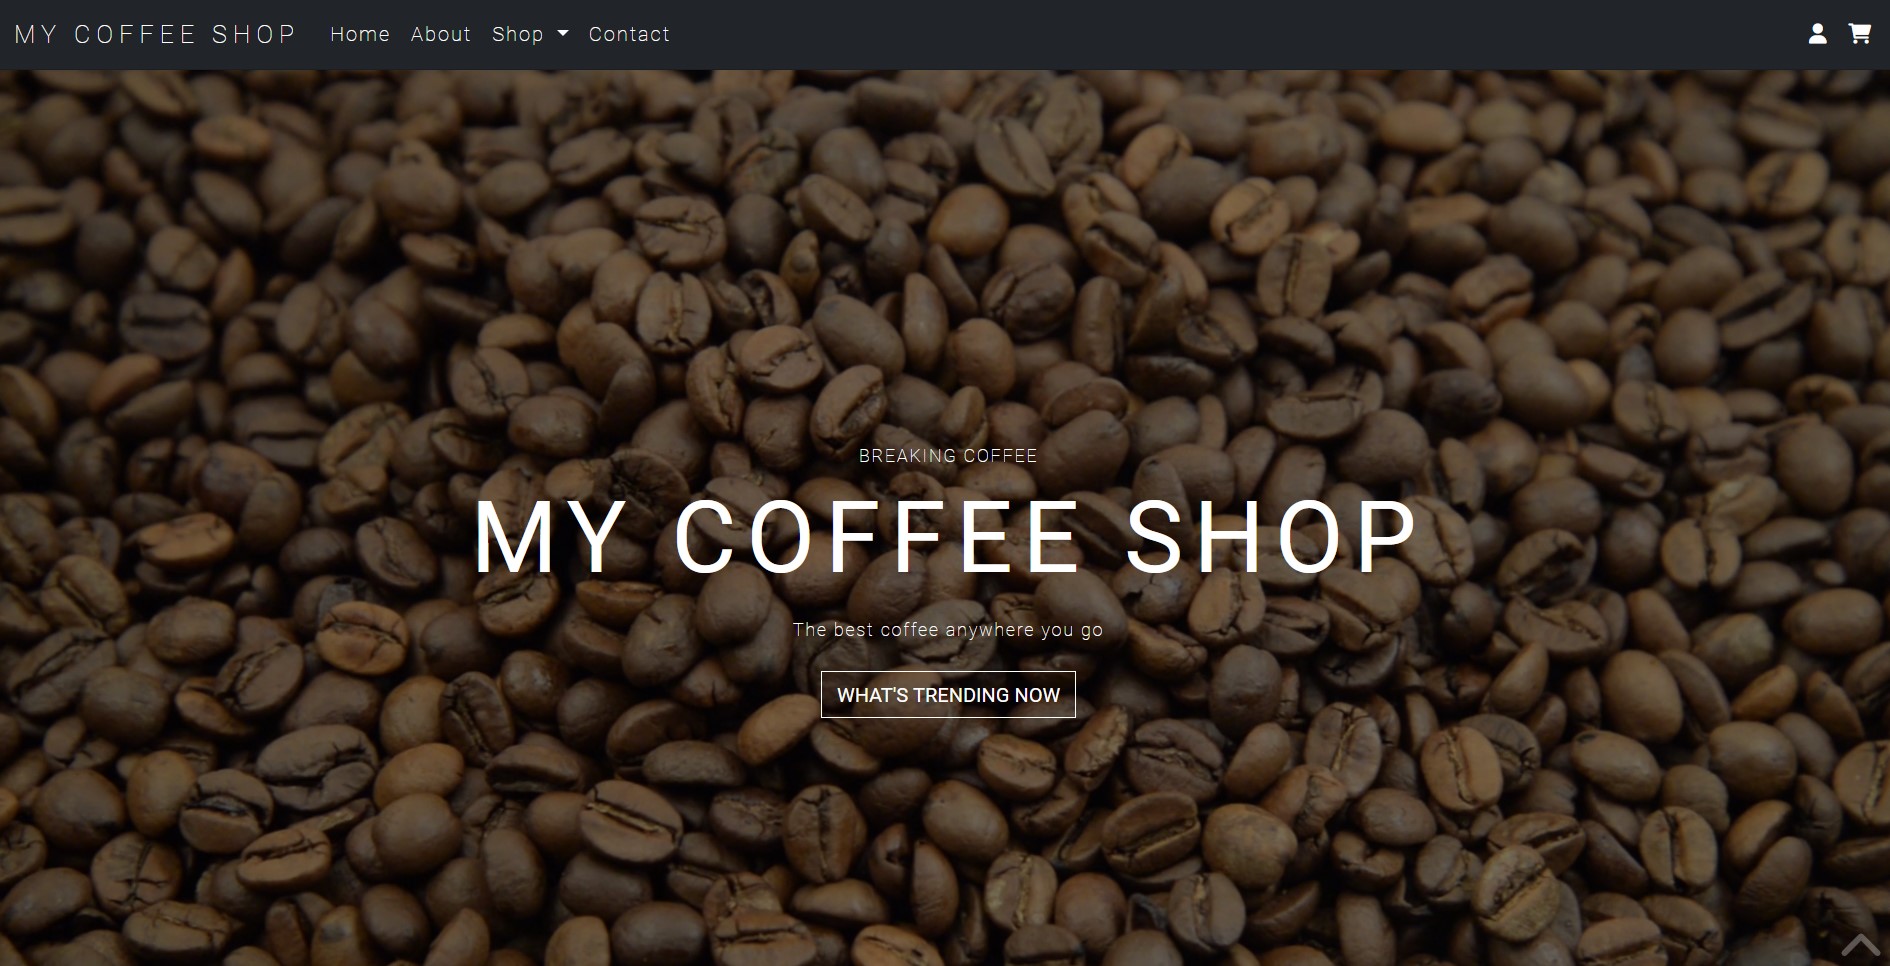 MY COFFEE SHOP Home About Shop Contact
BREAKING COFFEE
MY COFFEE SHOP
The best coffee anywhere you go
WHAT'S TRENDING NOW